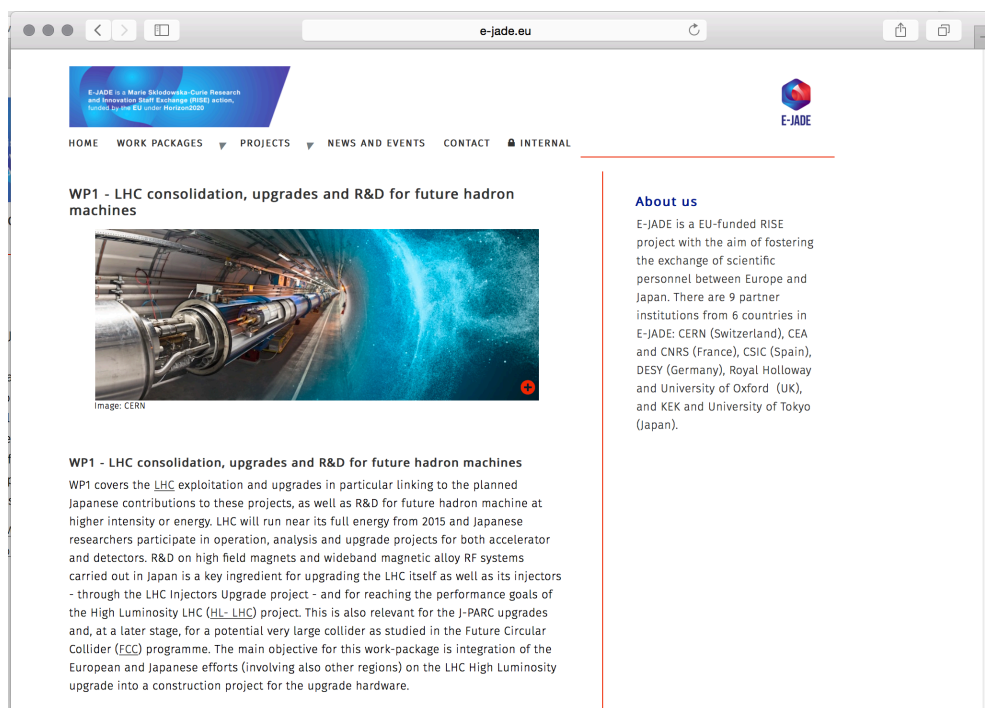 e-jade.eu
E-JADE is a Marie Sklodowska-Curie Research
and Innovation Staff Exchange (RISE) action,
funded by the EU under Horizon2020
E-JADE
HOME WORK PACKAGES PROJECTS NEWS AND EVENTS CONTACT INTERNAL
WP1 - LHC consolidation, upgrades and R&D for future hadron
machines
Image: CERN
WP1 - LHC consolidation, upgrades and R&D for future hadron machines
WP1 covers the LHC exploitation and upgrades in particular linking to the planned
Japanese contributions to these projects, as well as R&D for future hadron machine at
higher intensity or energy. LHC will run near its full energy from 2015 and Japanese
researchers participate in operation, analysis and upgrade projects for both accelerator
and detectors. R&D on high field magnets and wideband magnetic alloy RF systems
carried out in Japan is a key ingredient for upgrading the LHC itself as well as its injectors
- through the LHC Injectors Upgrade project - and for reaching the performance goals of
the High Luminosity LHC (HL- LHC) project. This is also relevant for the J-PARC upgrades
and, at a later stage, for a potential very large collider as studied in the Future Circular
Collider (FCC) programme. The main objective for this work-package is integration of the
European and Japanese efforts (involving also other regions) on the LHC High Luminosity
upgrade into a construction project for the upgrade hardware.
About us
E-JADE is a EU-funded RISE
project with the aim of fostering
the exchange of scientific
personnel between Europe and
Japan. There are 9 partner
institutions from 6 countries in
E-JADE: CERN (Switzerland), CEA
and CNRS (France), CSIC (Spain),
DESY (Germany), Royal Holloway
and University of Oxford (UK),
and KEK and University of Tokyo
(Japan).